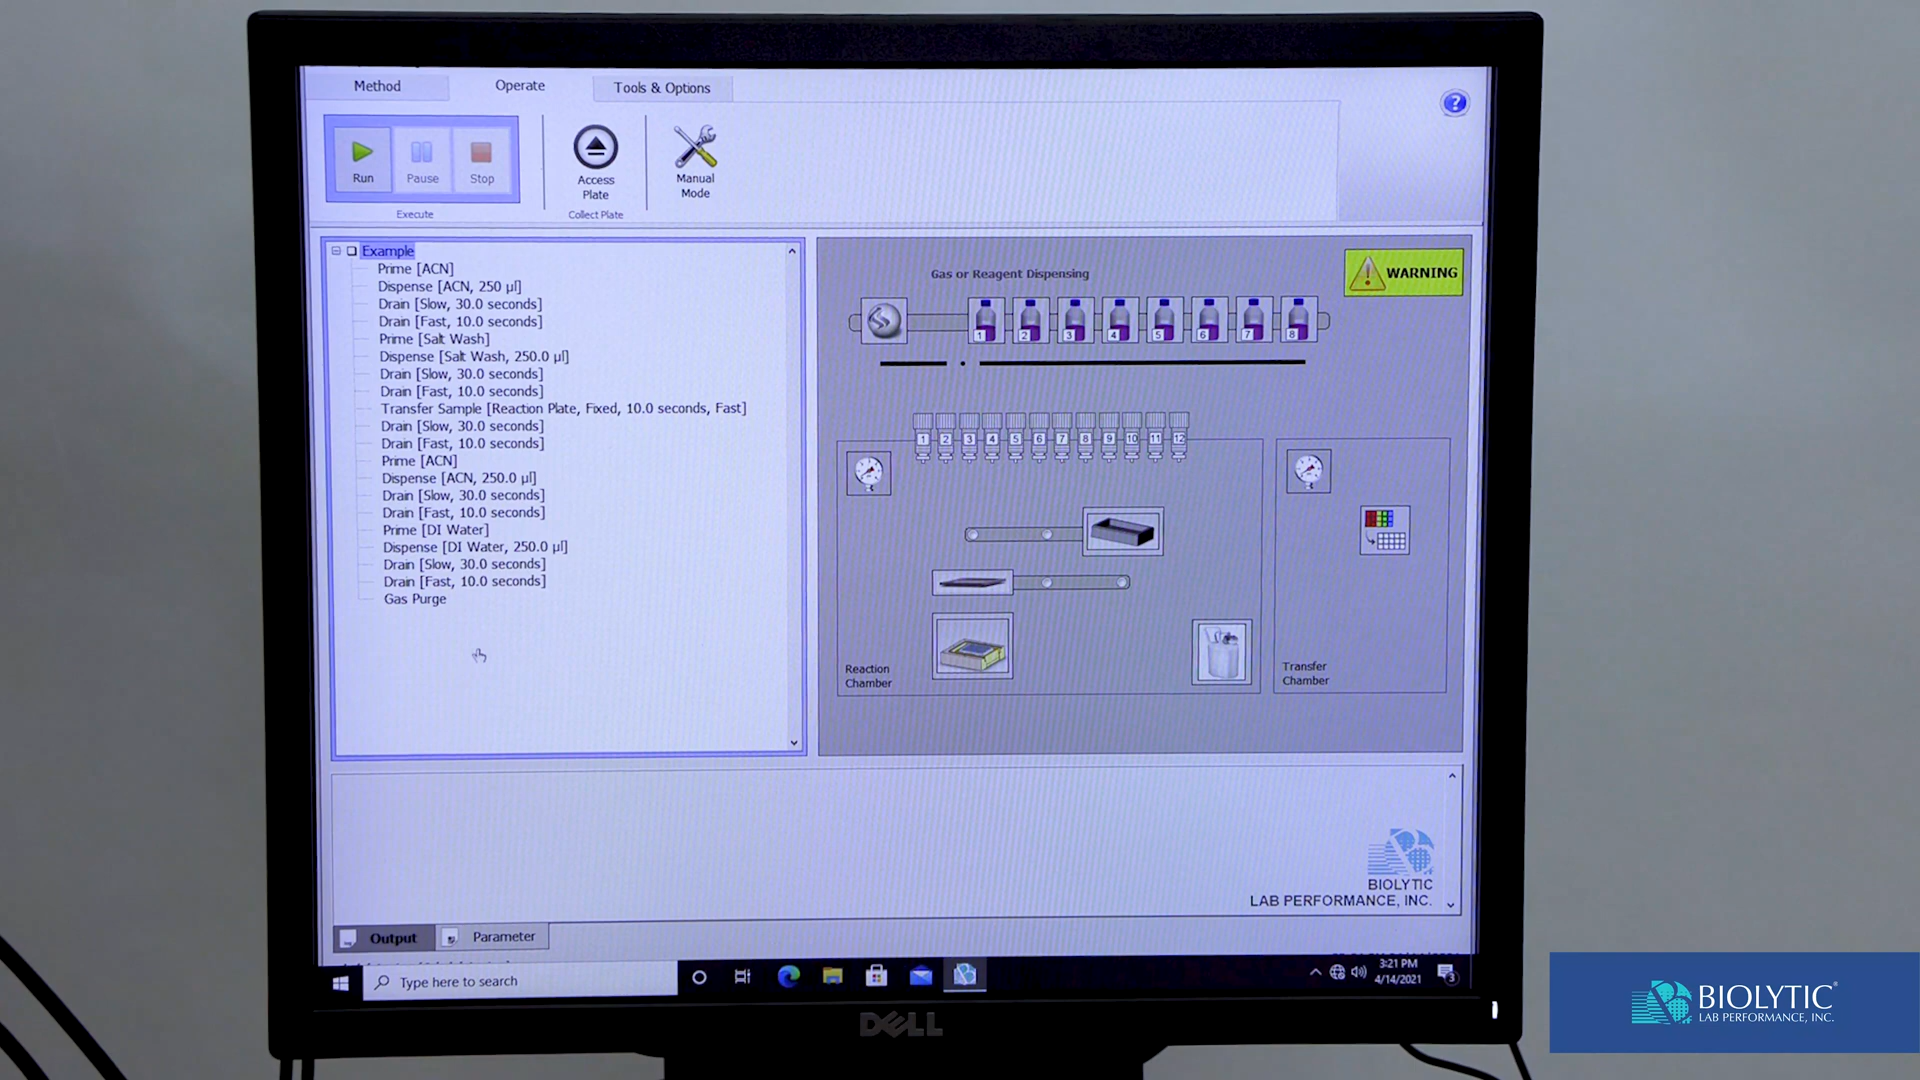 Method
Operate
Tools & Options
?
Run
Pause
Stop
Access
Plate
Manual
Mode
Execute
Collect Plate
Example
Prime [ACN]
Dispense [ACN, 250 µl]
Drain [Slow, 30.0 seconds]
Drain [Fast, 10.0 seconds]
Prime [Salt Wash]
Dispense [Salt Wash, 250.0 µl]
Drain [Slow, 30.0 seconds]
Drain [Fast, 10.0 seconds]
Transfer Sample [Reaction Plate, Fixed, 10.0 seconds, Fast]
Drain [Slow, 30.0 seconds]
Drain [Fast, 10.0 seconds]
Prime [ACN]
Dispense [ACN, 250.0 µl]
Drain [Slow, 30.0 seconds]
Drain [Fast, 10.0 seconds]
Prime [DI Water]
Dispense [DI Water, 250.0 µl]
Drain [Slow, 30.0 seconds]
Drain [Fast, 10.0 seconds]
Gas Purge
Gas or Reagent Dispensing
WARNING
1 2 3 4 5 6 7 8
1 2 3 4 5 6 7 8 9 10 11 12
Reaction
Chamber
Transfer
Chamber
BIOLYTIC
LAB PERFORMANCE, INC.
Output
Parameter
Type here to search
3:21 PM
4/14/2021
3
DELL
BIOLYTIC®
LAB PERFORMANCE, INC.